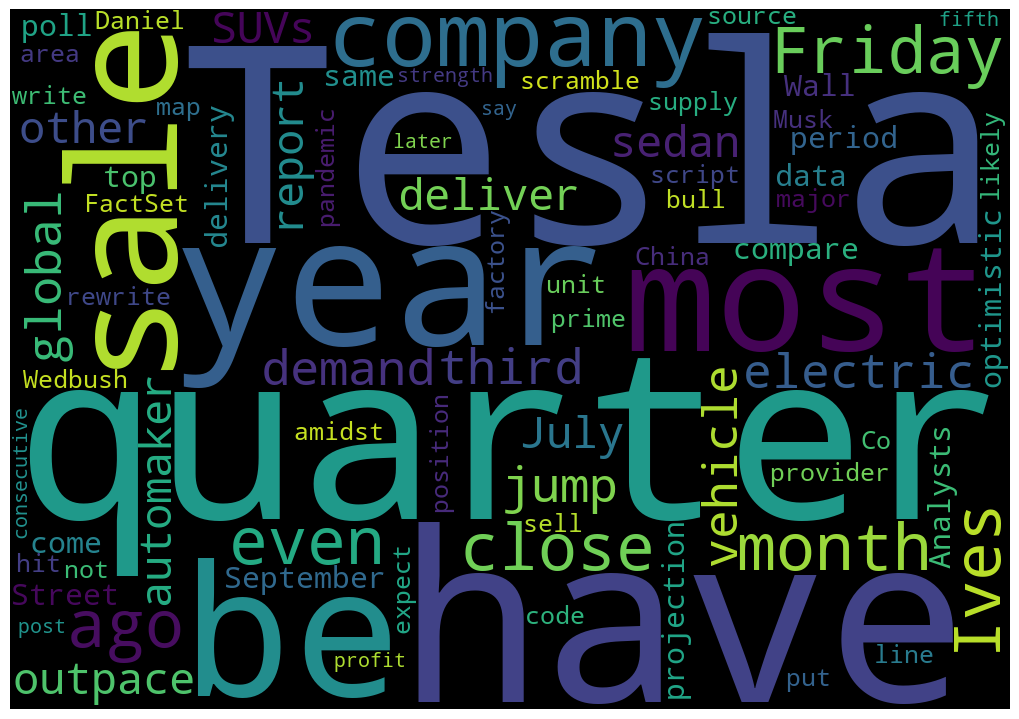 poll
Daniel
SUVs
company
source
fifth
area
sale
Tesla
same
strength
scramble
Friday
write
map
say
supply
Wall
other
delivery
report
pandemic
later
sedan
Musk
period
top
FactSet
deliver
script
bull
data
major
likely
global
year
factory
China
compare
optimistic
rewrite
unit
prime
most
Wedbush
demand
third
electric
consecutive
quarter
automaker
amidst
position
July
vehicle
Co
provider
Analysts
jump
come
even
close
sell
month
Ives
hit
not
Street
September
expect
be
have
code
projection
post
ago
profit
line
outpace
put